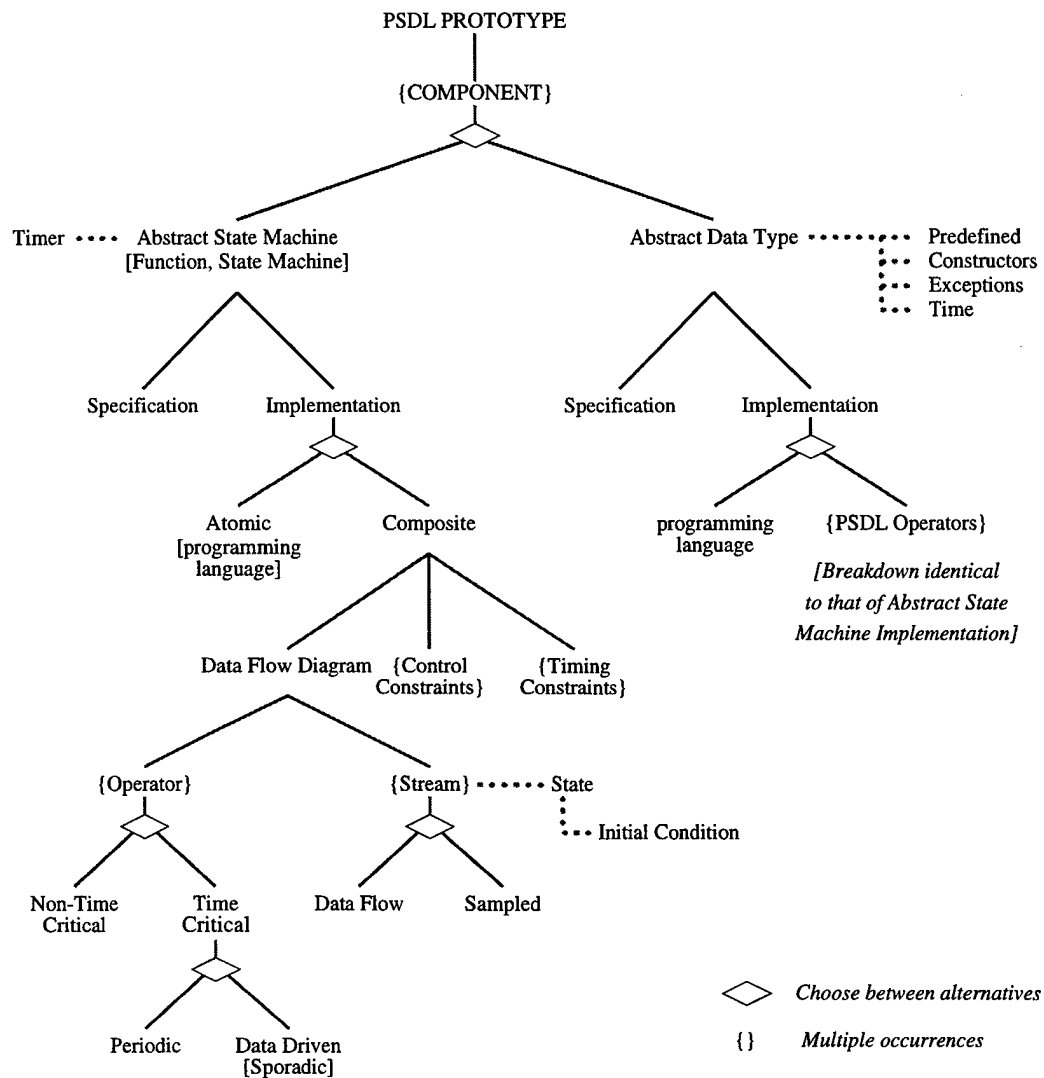 PSDL PROTOTYPE
{COMPONENT}
Timer
Abstract State Machine
[Function, State Machine]
Abstract Data Type
Predefined
Constructors
Exceptions
Time
Specification
Implementation
Specification
Implementation
Atomic
[programming
language]
Composite
programming
language
{PSDL Operators}
[Breakdown identical
to that of Abstract State
Machine Implementation]
Data Flow Diagram
{Control
Constraints}
{Timing
Constraints}
{Operator}
{Stream}
State
Initial Condition
Non-Time
Critical
Time
Critical
Data Flow
Sampled
Periodic
Data Driven
[Sporadic]
Choose between alternatives
{} Multiple occurrences